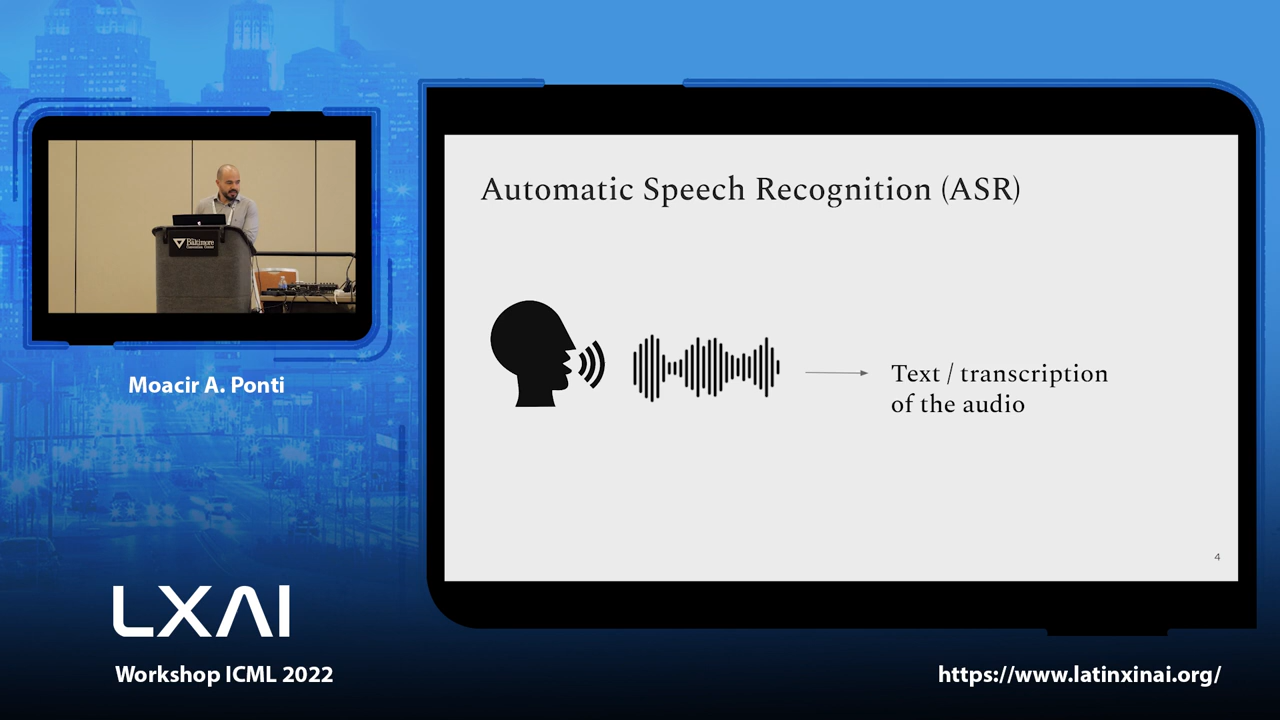 Automatic Speech Recognition (ASR)
Text / transcription
of the audio
4
Baltimore
Moacir A. Ponti
LXAI
Workshop ICML 2022
https://www.latinxinai.org/